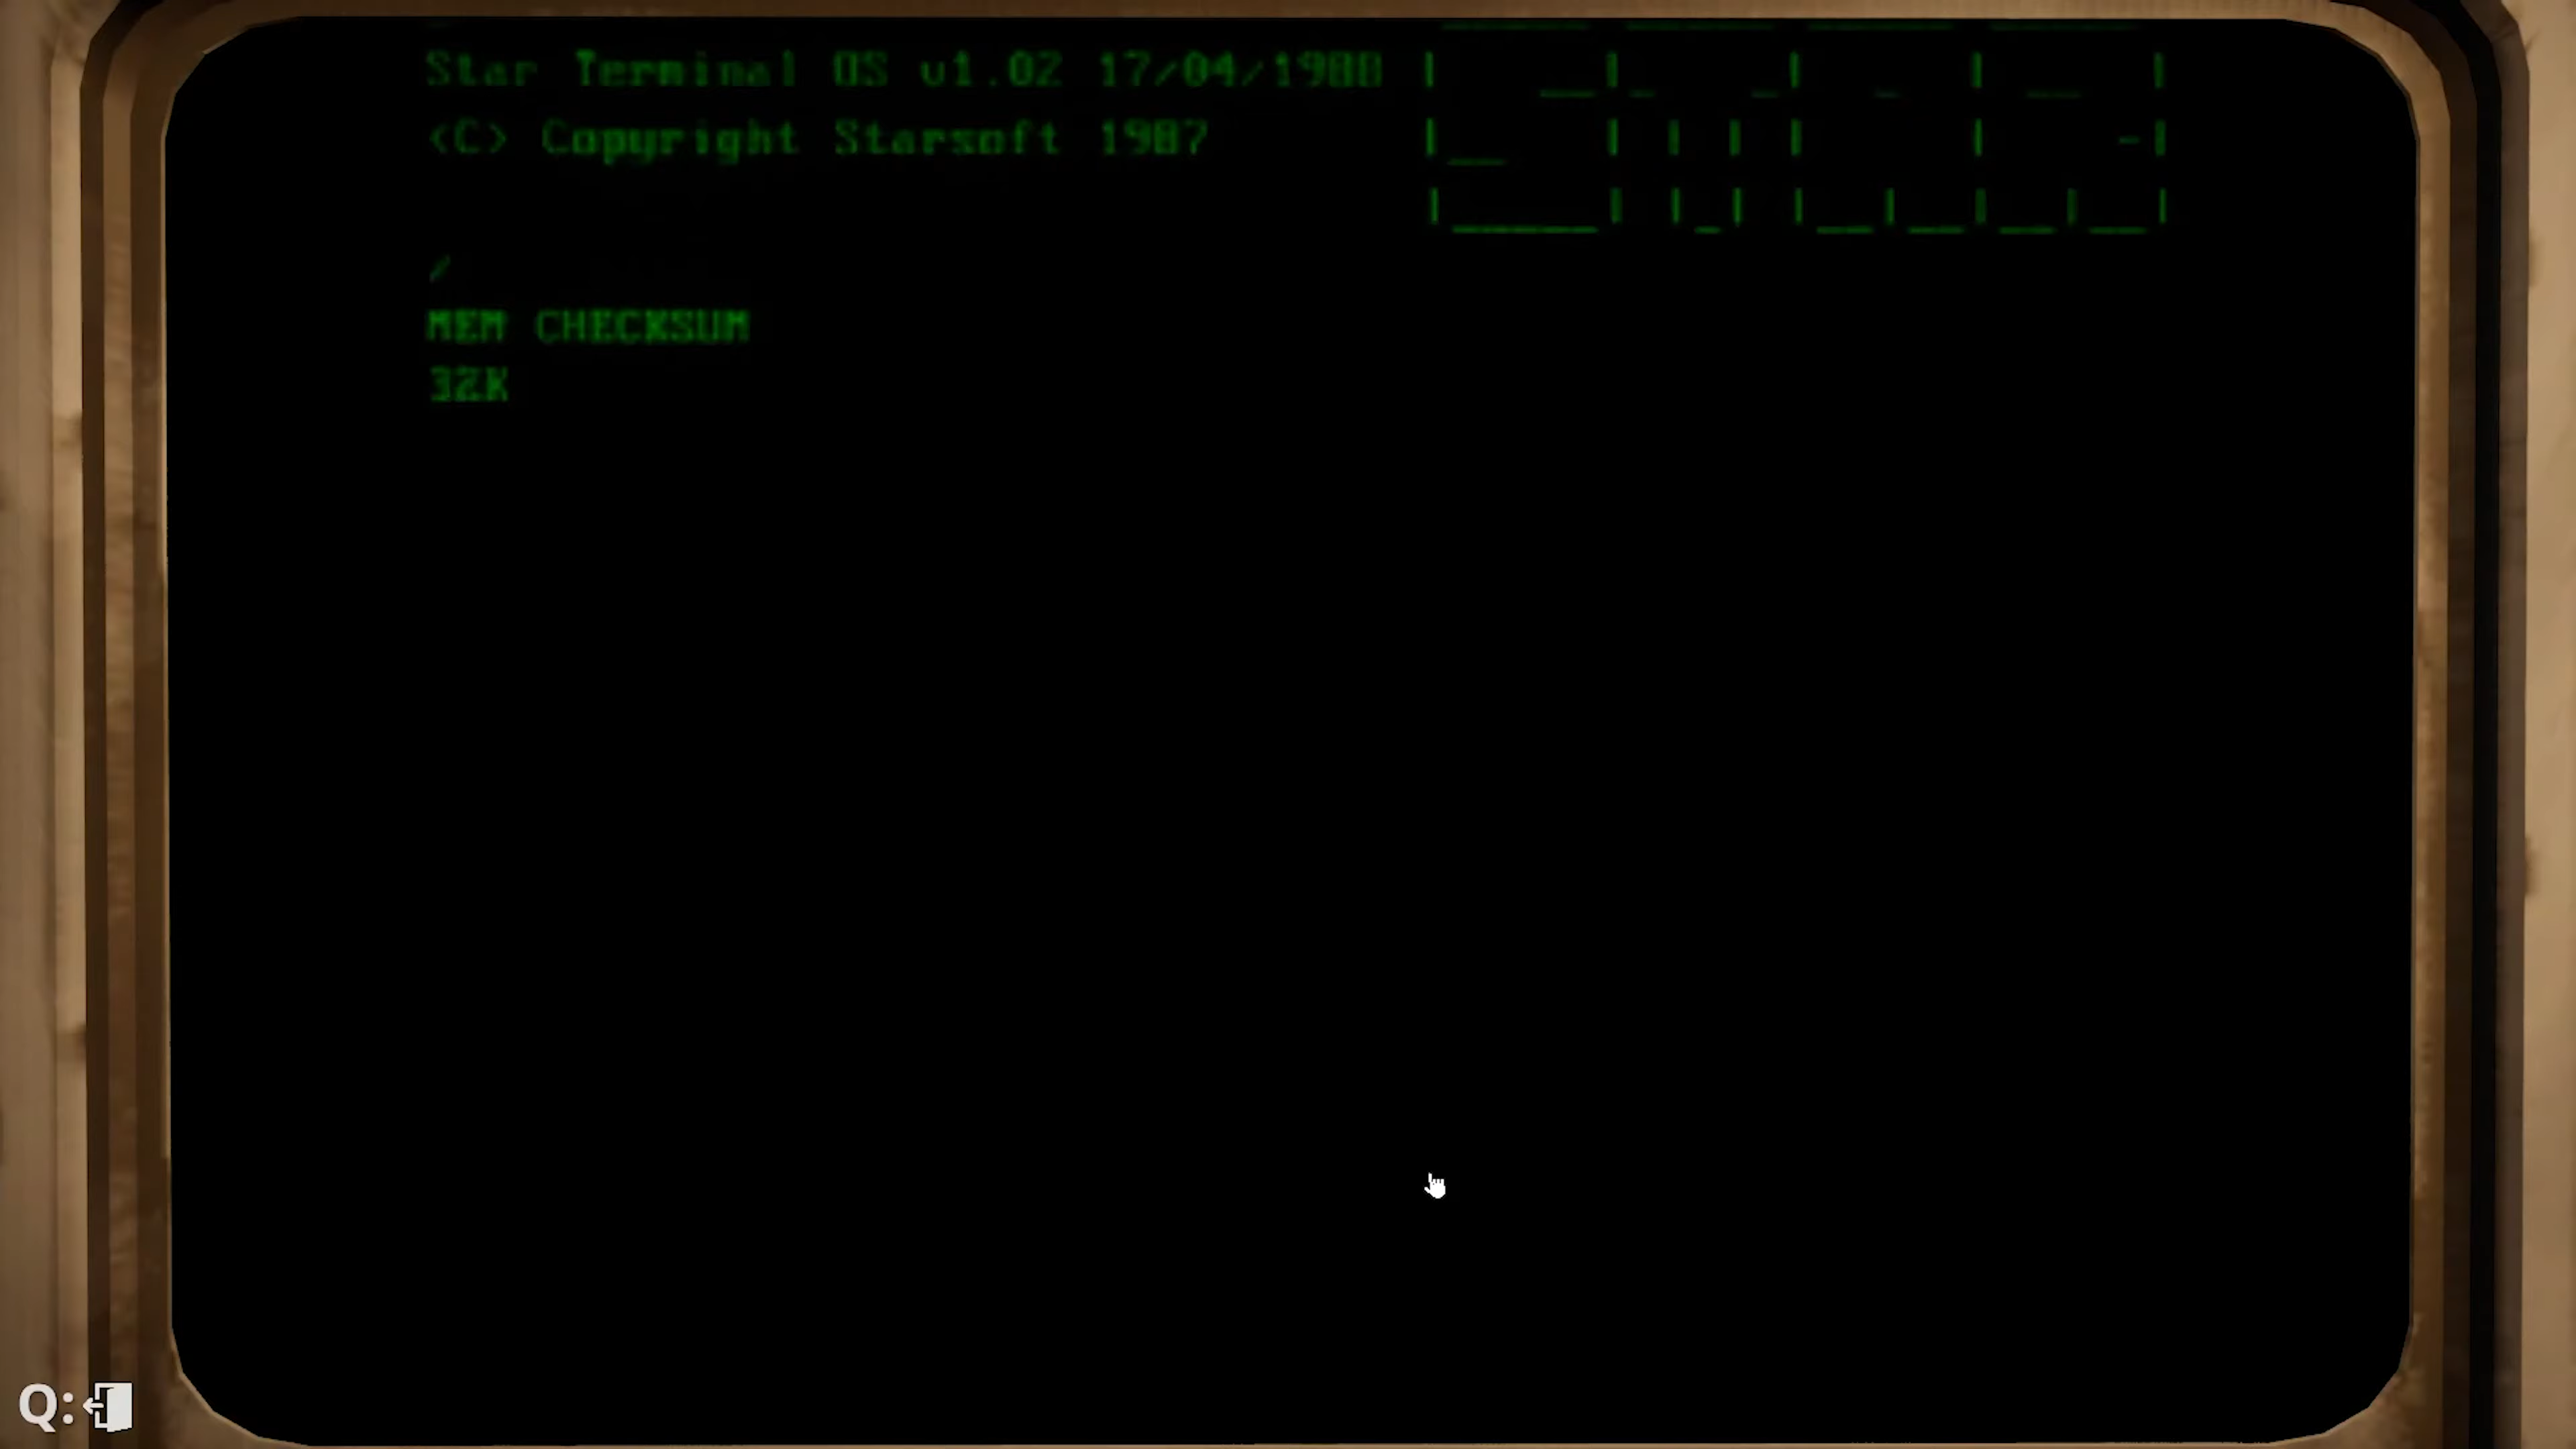 Star Terminal OS v1.02 17/04/1988
<C> Copyright Starsoft 1987
/
MEM CHECKSUM
32K
Q: